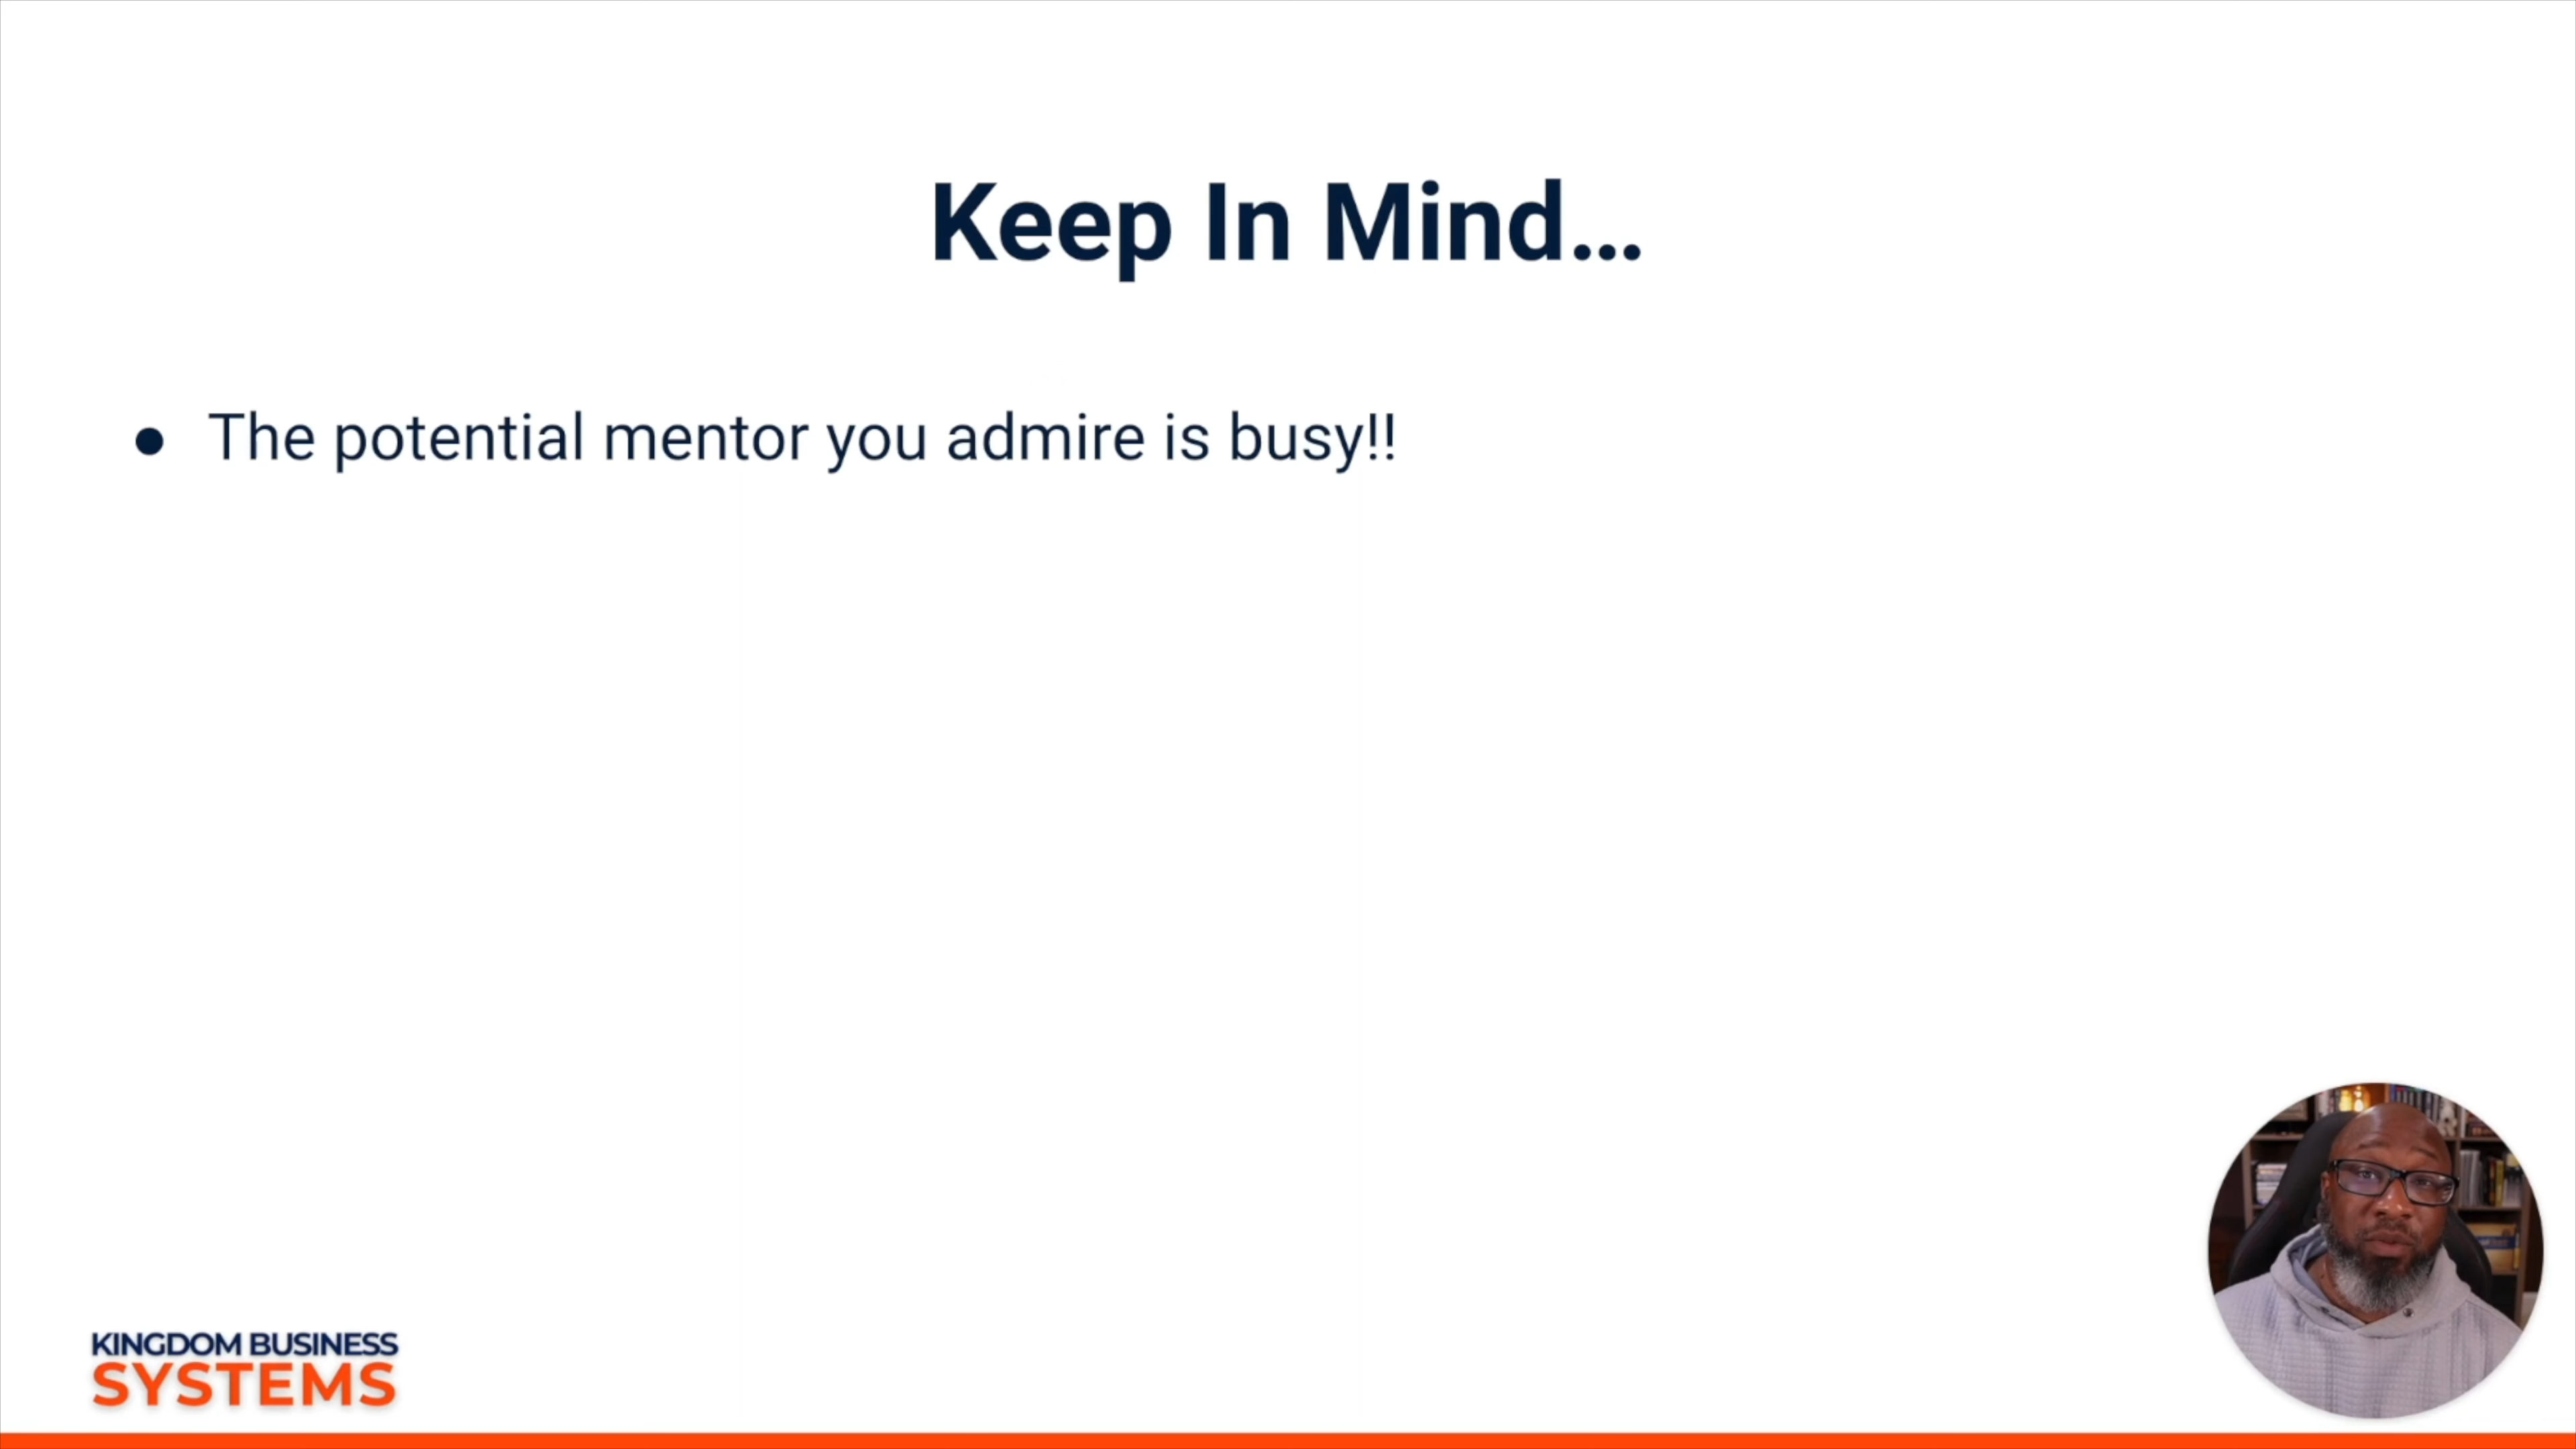 Keep In Mind...
● The potential mentor you admire is busy!!
KINGDOM BUSINESS
SYSTEMS